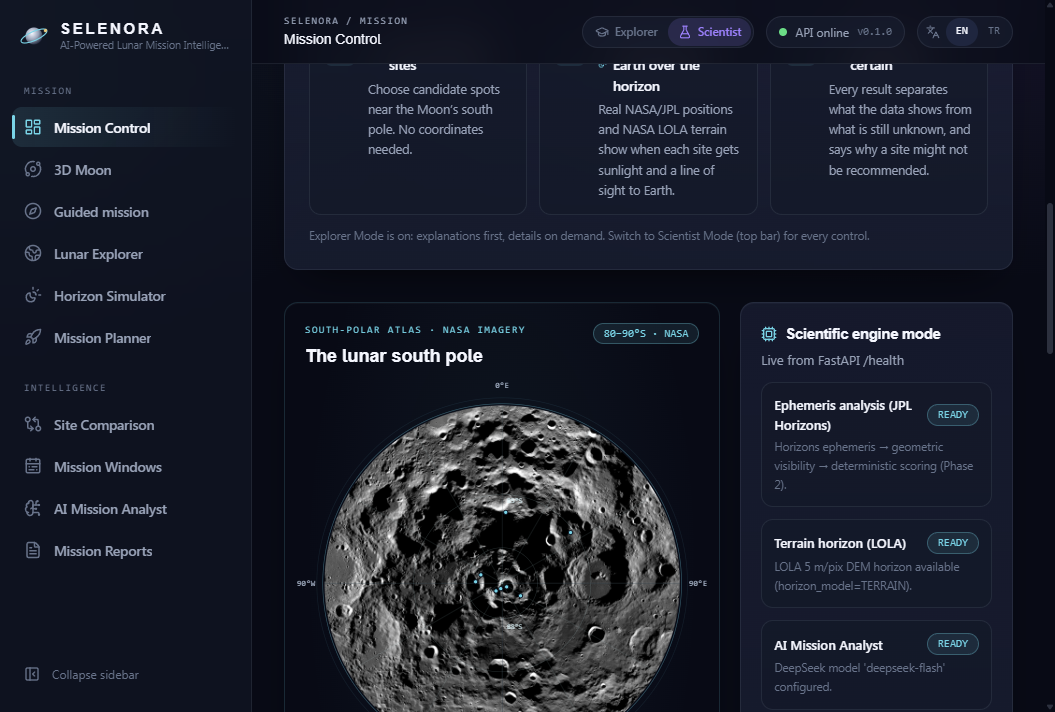 SELENORA
AI-Powered Lunar Mission Intellige...
MISSION
Mission Control
3D Moon
Guided mission
Lunar Explorer
Horizon Simulator
Mission Planner
INTELLIGENCE
Site Comparison
Mission Windows
AI Mission Analyst
Mission Reports
Collapse sidebar
SELENORA / MISSION
Mission Control
Explorer
Scientist
API online v0.1.0
EN
TR
sites
Choose candidate spots
near the Moon's south
pole. No coordinates
needed.
Earth over the
horizon
Real NASA/JPL positions
and NASA LOLA terrain
show when each site gets
sunlight and a line of
sight to Earth.
certain
Every result separates
what the data shows from
what is still unknown, and
says why a site might not
be recommended.
Explorer Mode is on: explanations first, details on demand. Switch to Scientist Mode (top bar) for every control.
SOUTH-POLAR ATLAS · NASA IMAGERY
80–90°S · NASA
The lunar south pole
0°E
90°W
90°E
Scientific engine mode
Live from FastAPI /health
Ephemeris analysis (JPL
Horizons)
READY
Horizons ephemeris → geometric
visibility → deterministic scoring (Phase
2).
Terrain horizon (LOLA)
READY
LOLA 5 m/pix DEM horizon available
(horizon_model=TERRAIN).
AI Mission Analyst
READY
DeepSeek model 'deepseek-flash'
configured.